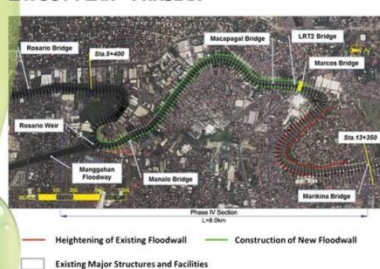 Rosario Bridge
Sta.5+400
Macapagal Bridge
LRT2 Bridge
Marcos Bridge
Rosario Weir
Manggahan
Floodway
Manalo Bridge
Sta.13+350
Marikina Bridge
Phase IV Section
L=8.0km
Heightening of Existing Floodwall
Construction of New Floodwall
Existing Major Structures and Facilities